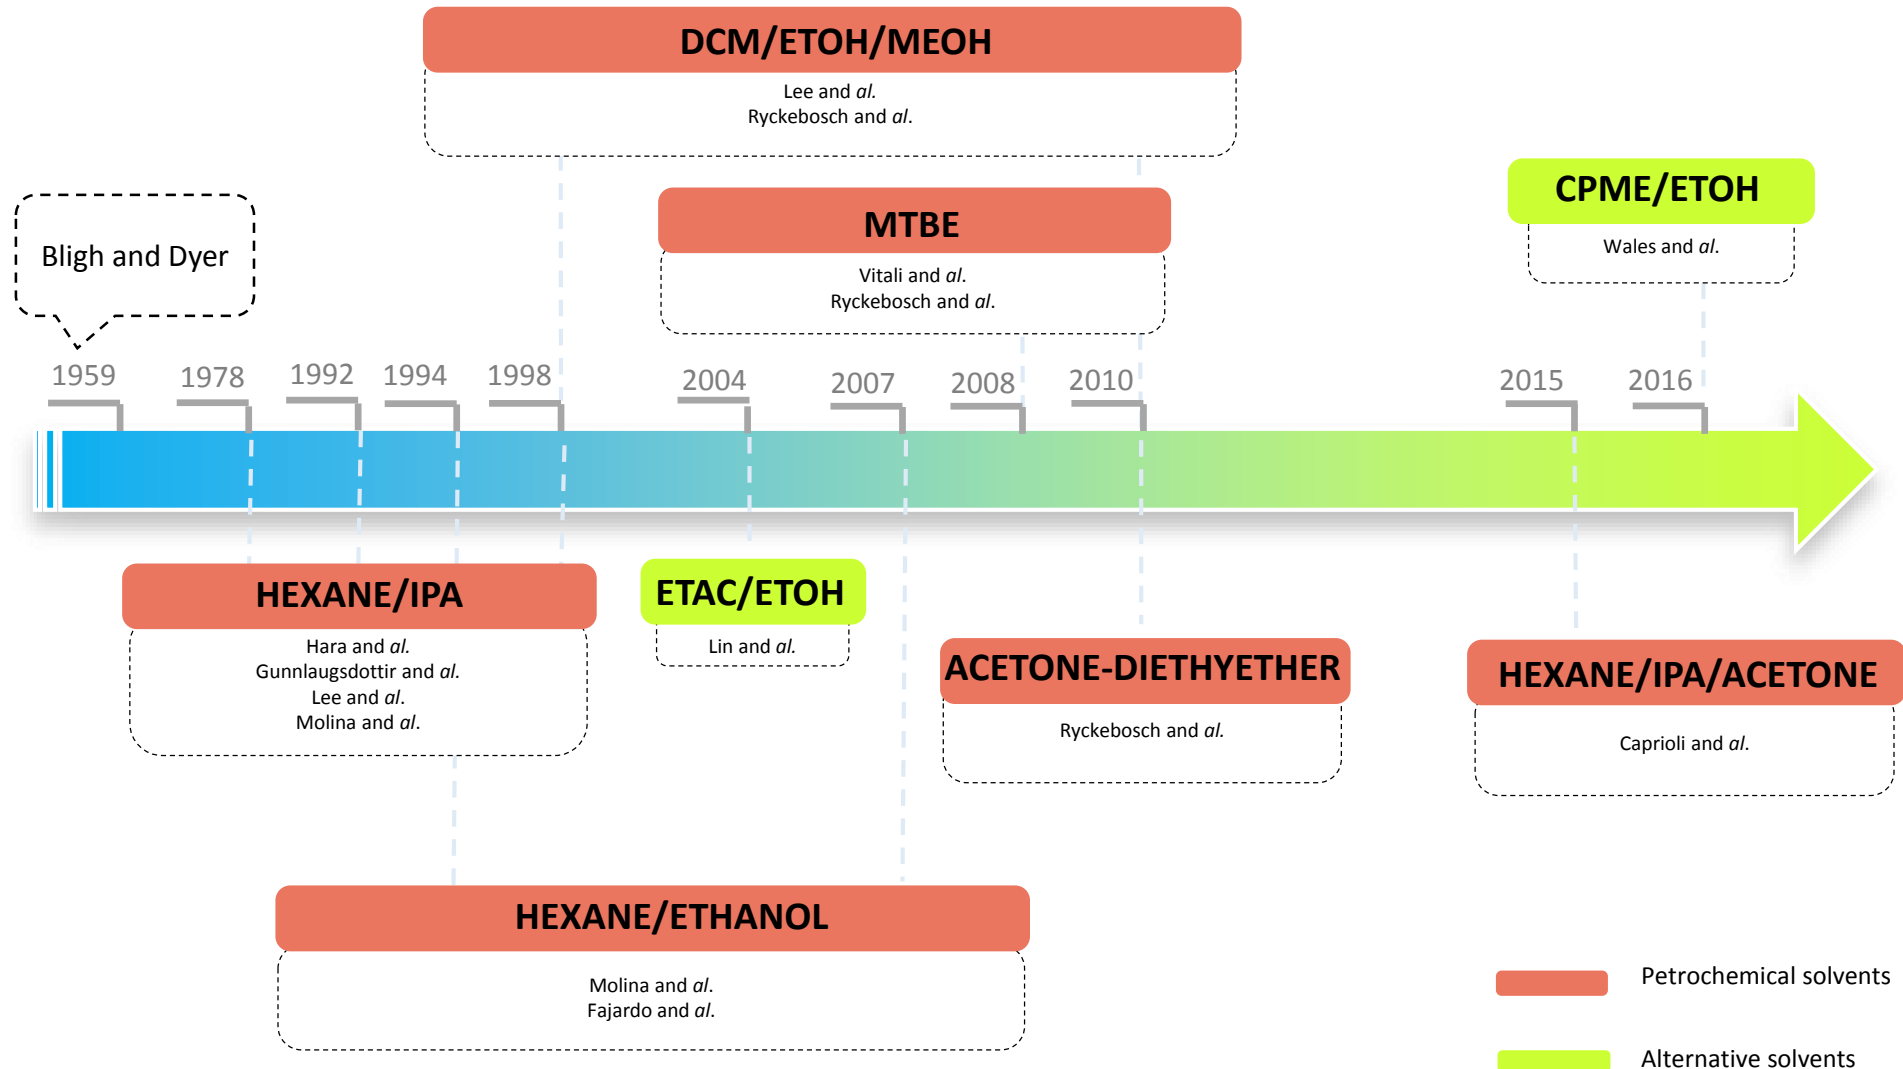 DCM/ETOH/MEOH
Lee and al.
Ryckebosch and al.
CPME/ETOH
Wales and al.
MTBE
Vitali and al.
Ryckebosch and al.
Bligh and Dyer
1959
1978
1992
1994
1998
2004
2007
2008
2010
2015
2016
HEXANE/IPA
Hara and al.
Gunnlaugsdottir and al.
Lee and al.
Molina and al.
ETAC/ETOH
Lin and al.
ACETONE-DIETHYETHER
Ryckebosch and al.
HEXANE/IPA/ACETONE
Caprioli and al.
HEXANE/ETHANOL
Molina and al.
Fajardo and al.
Petrochemical solvents
Alternative solvents